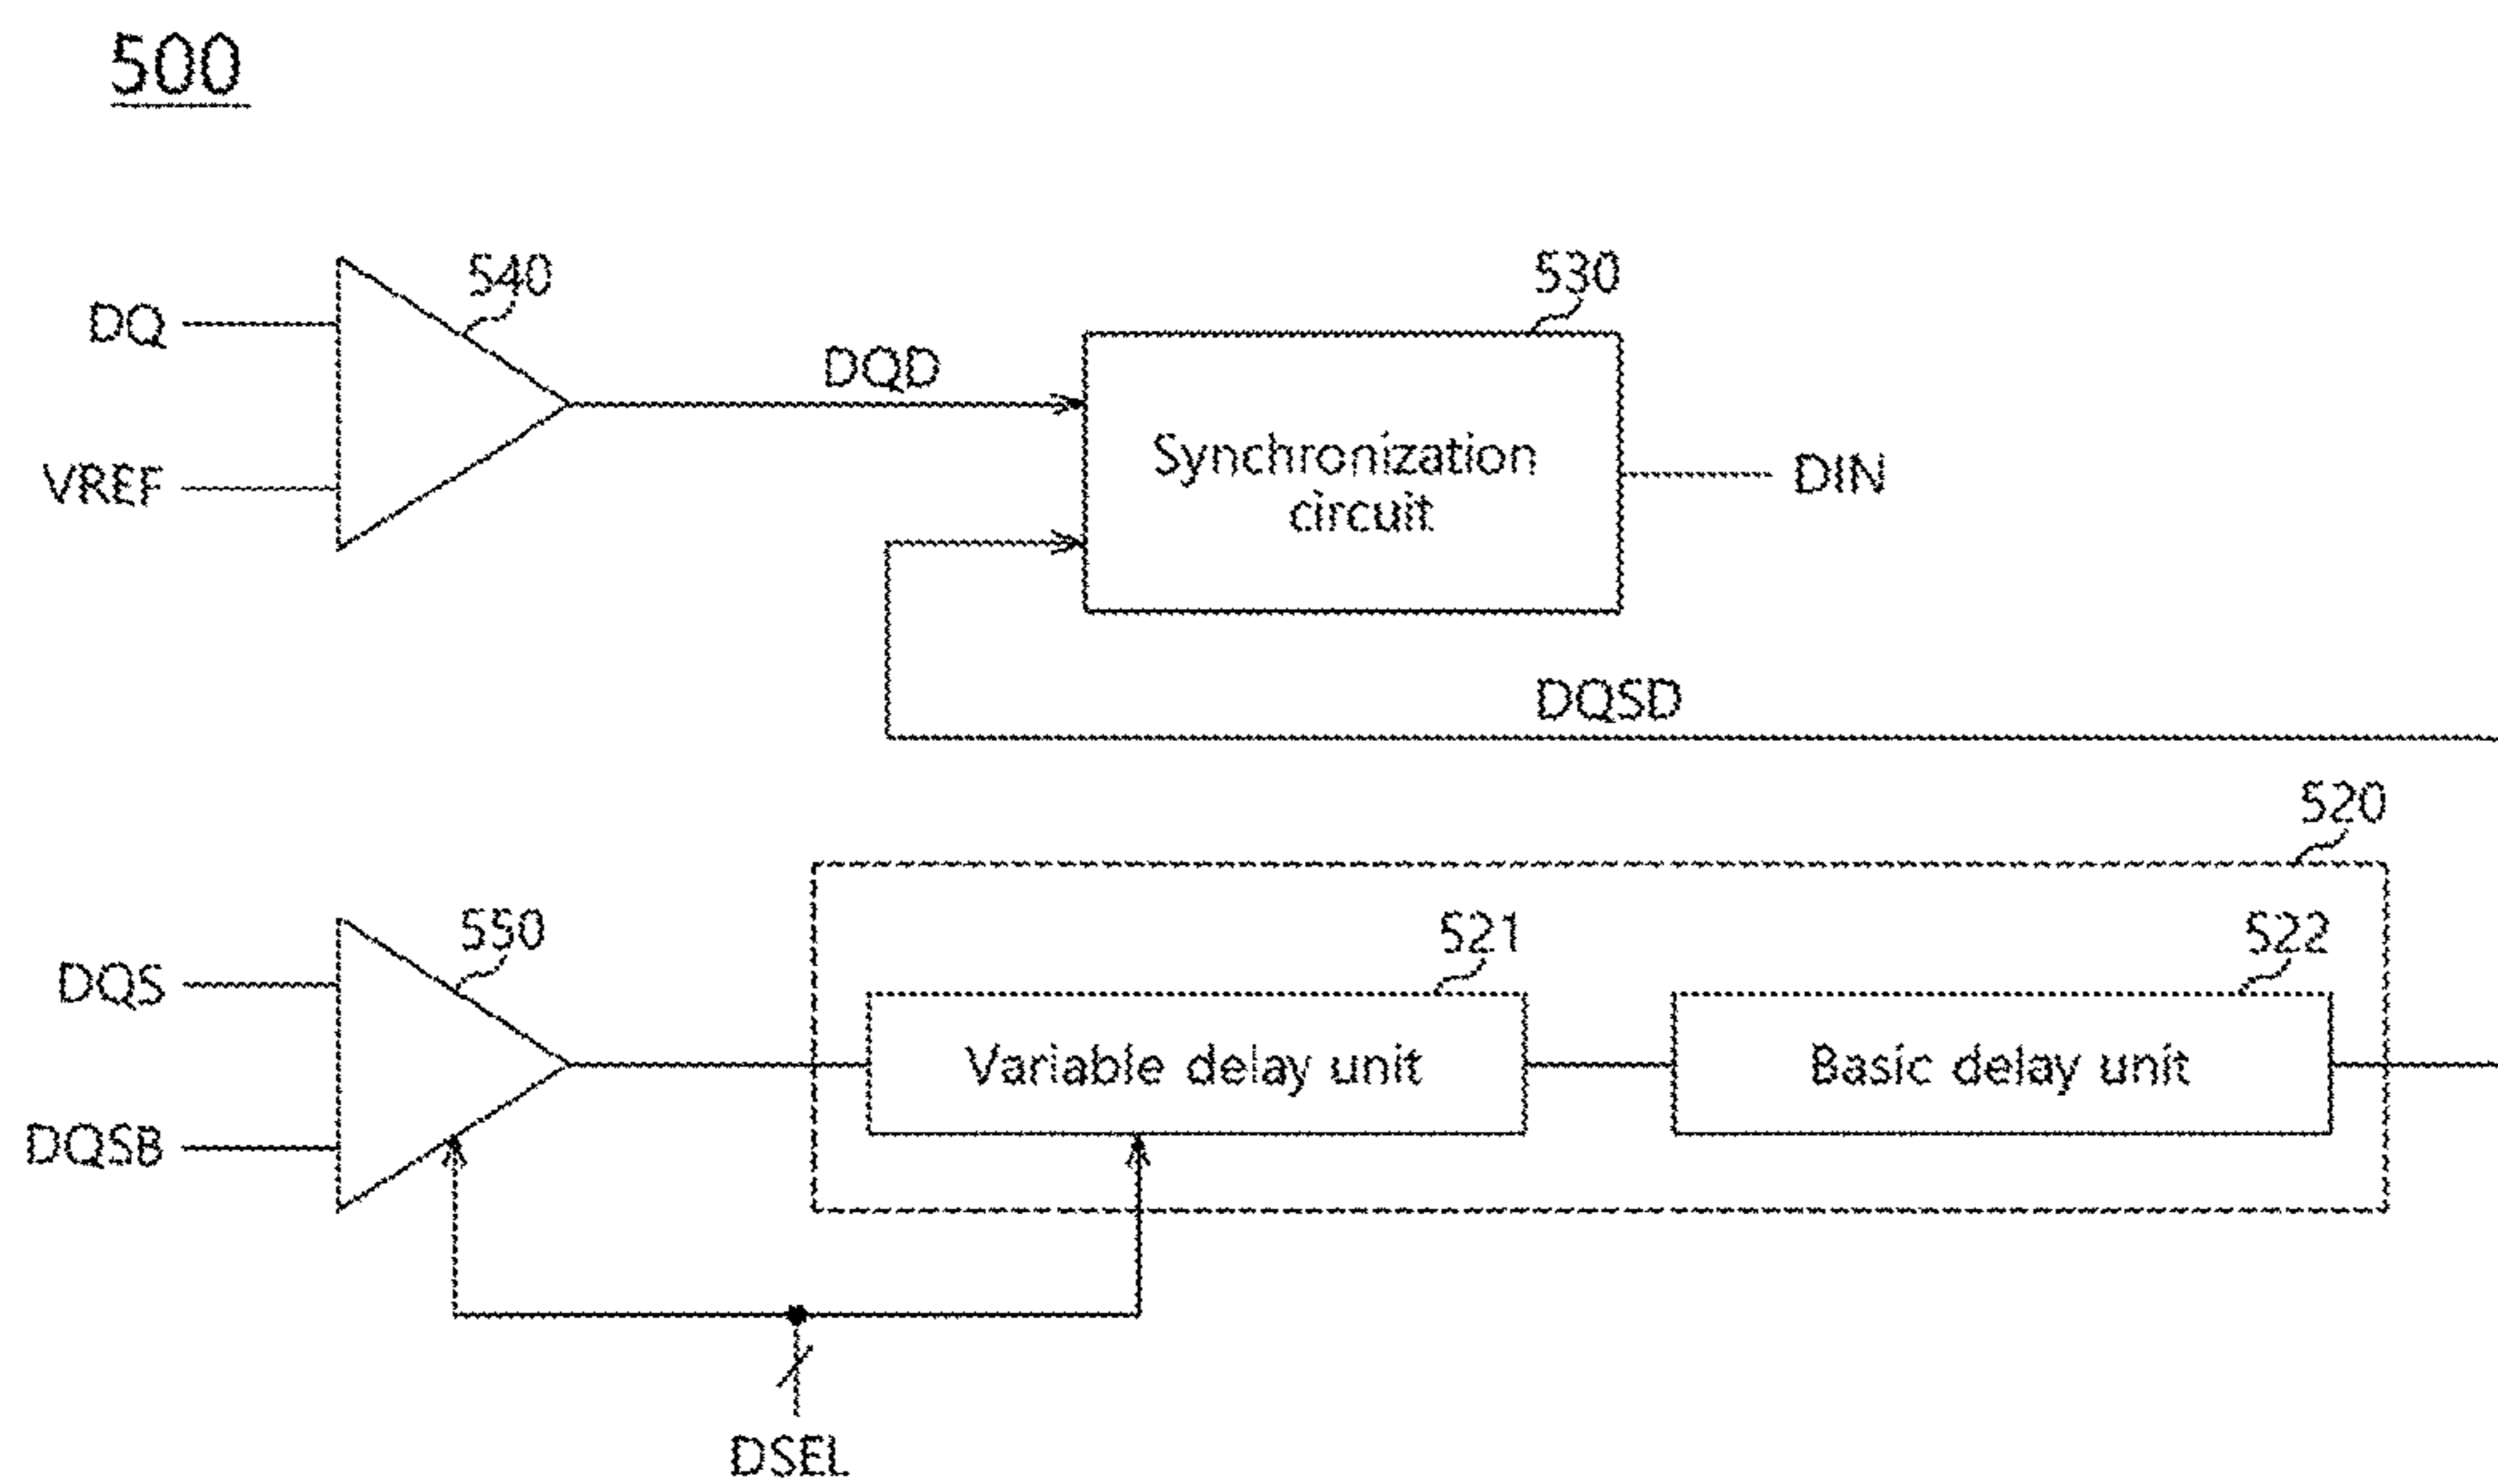 500
540
530
DQ
DQD
VREF
Synchronization
circuit
DIN
DQSD
520
550
521
522
DQS
Variable delay unit
Basic delay unit
DQSB
DSEL